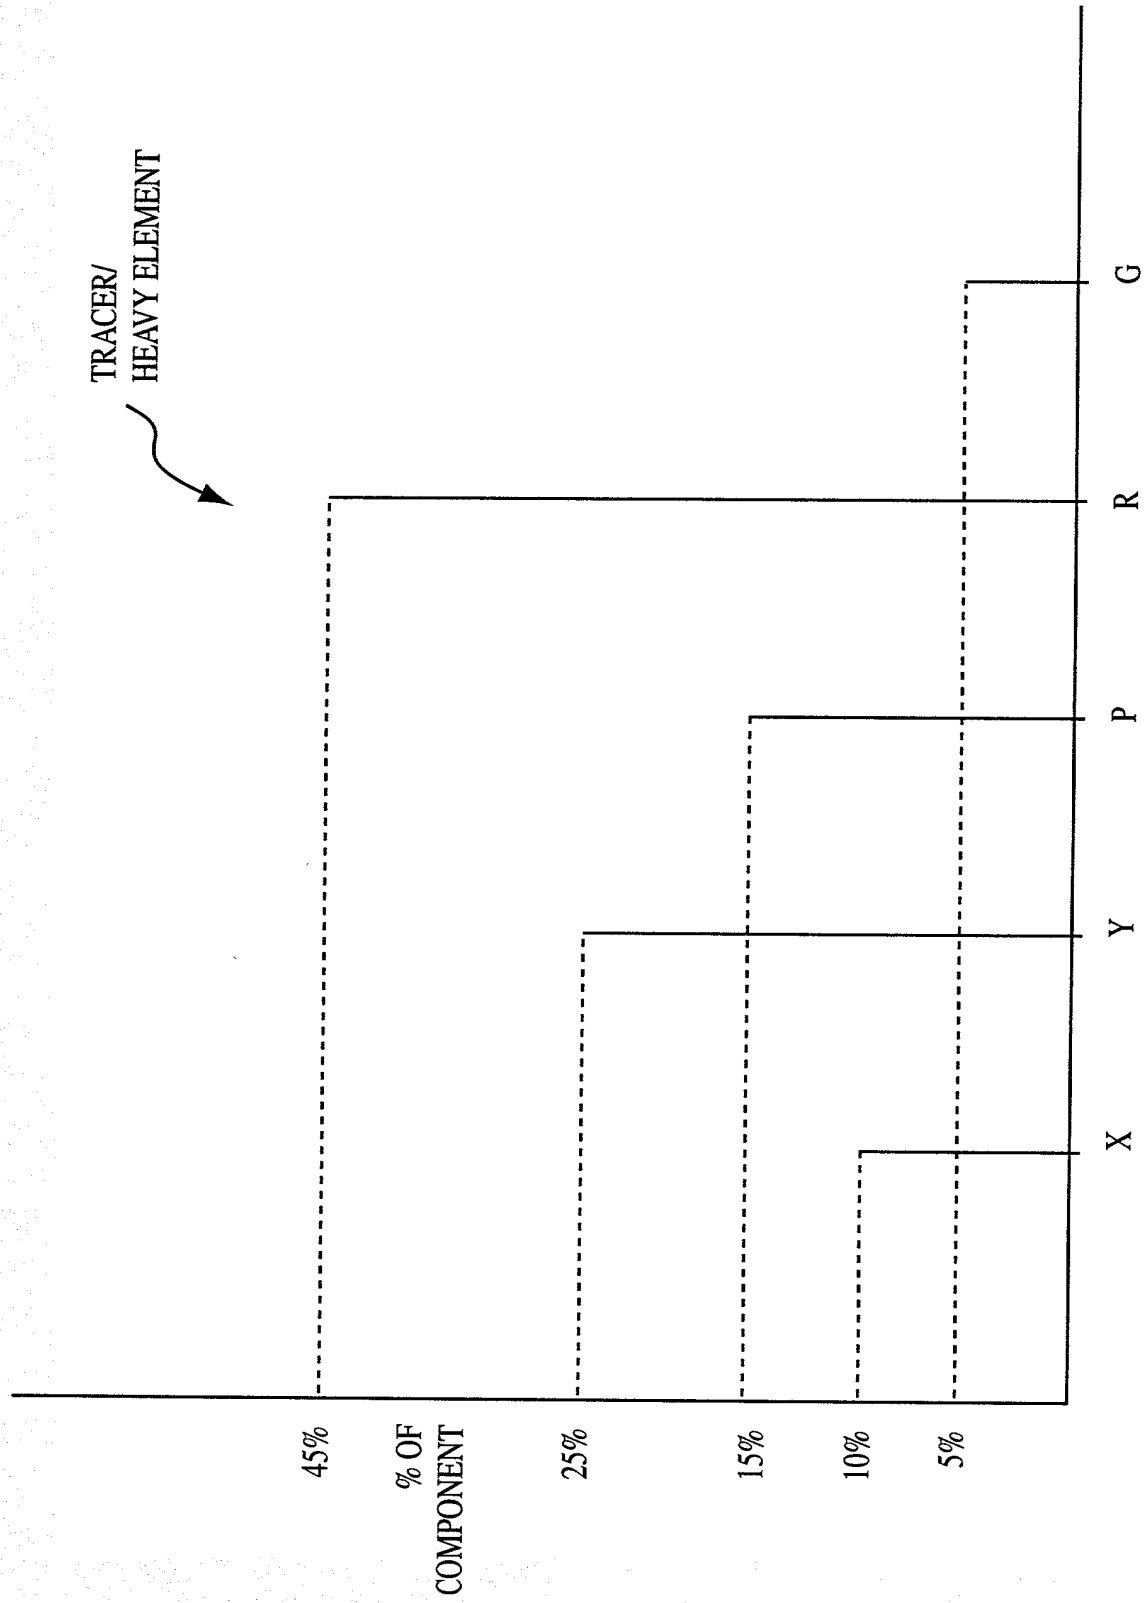 TRACER/
HEAVY ELEMENT
45%
% OF
COMPONENT
25%
15%
10%
5%
X Y P R G